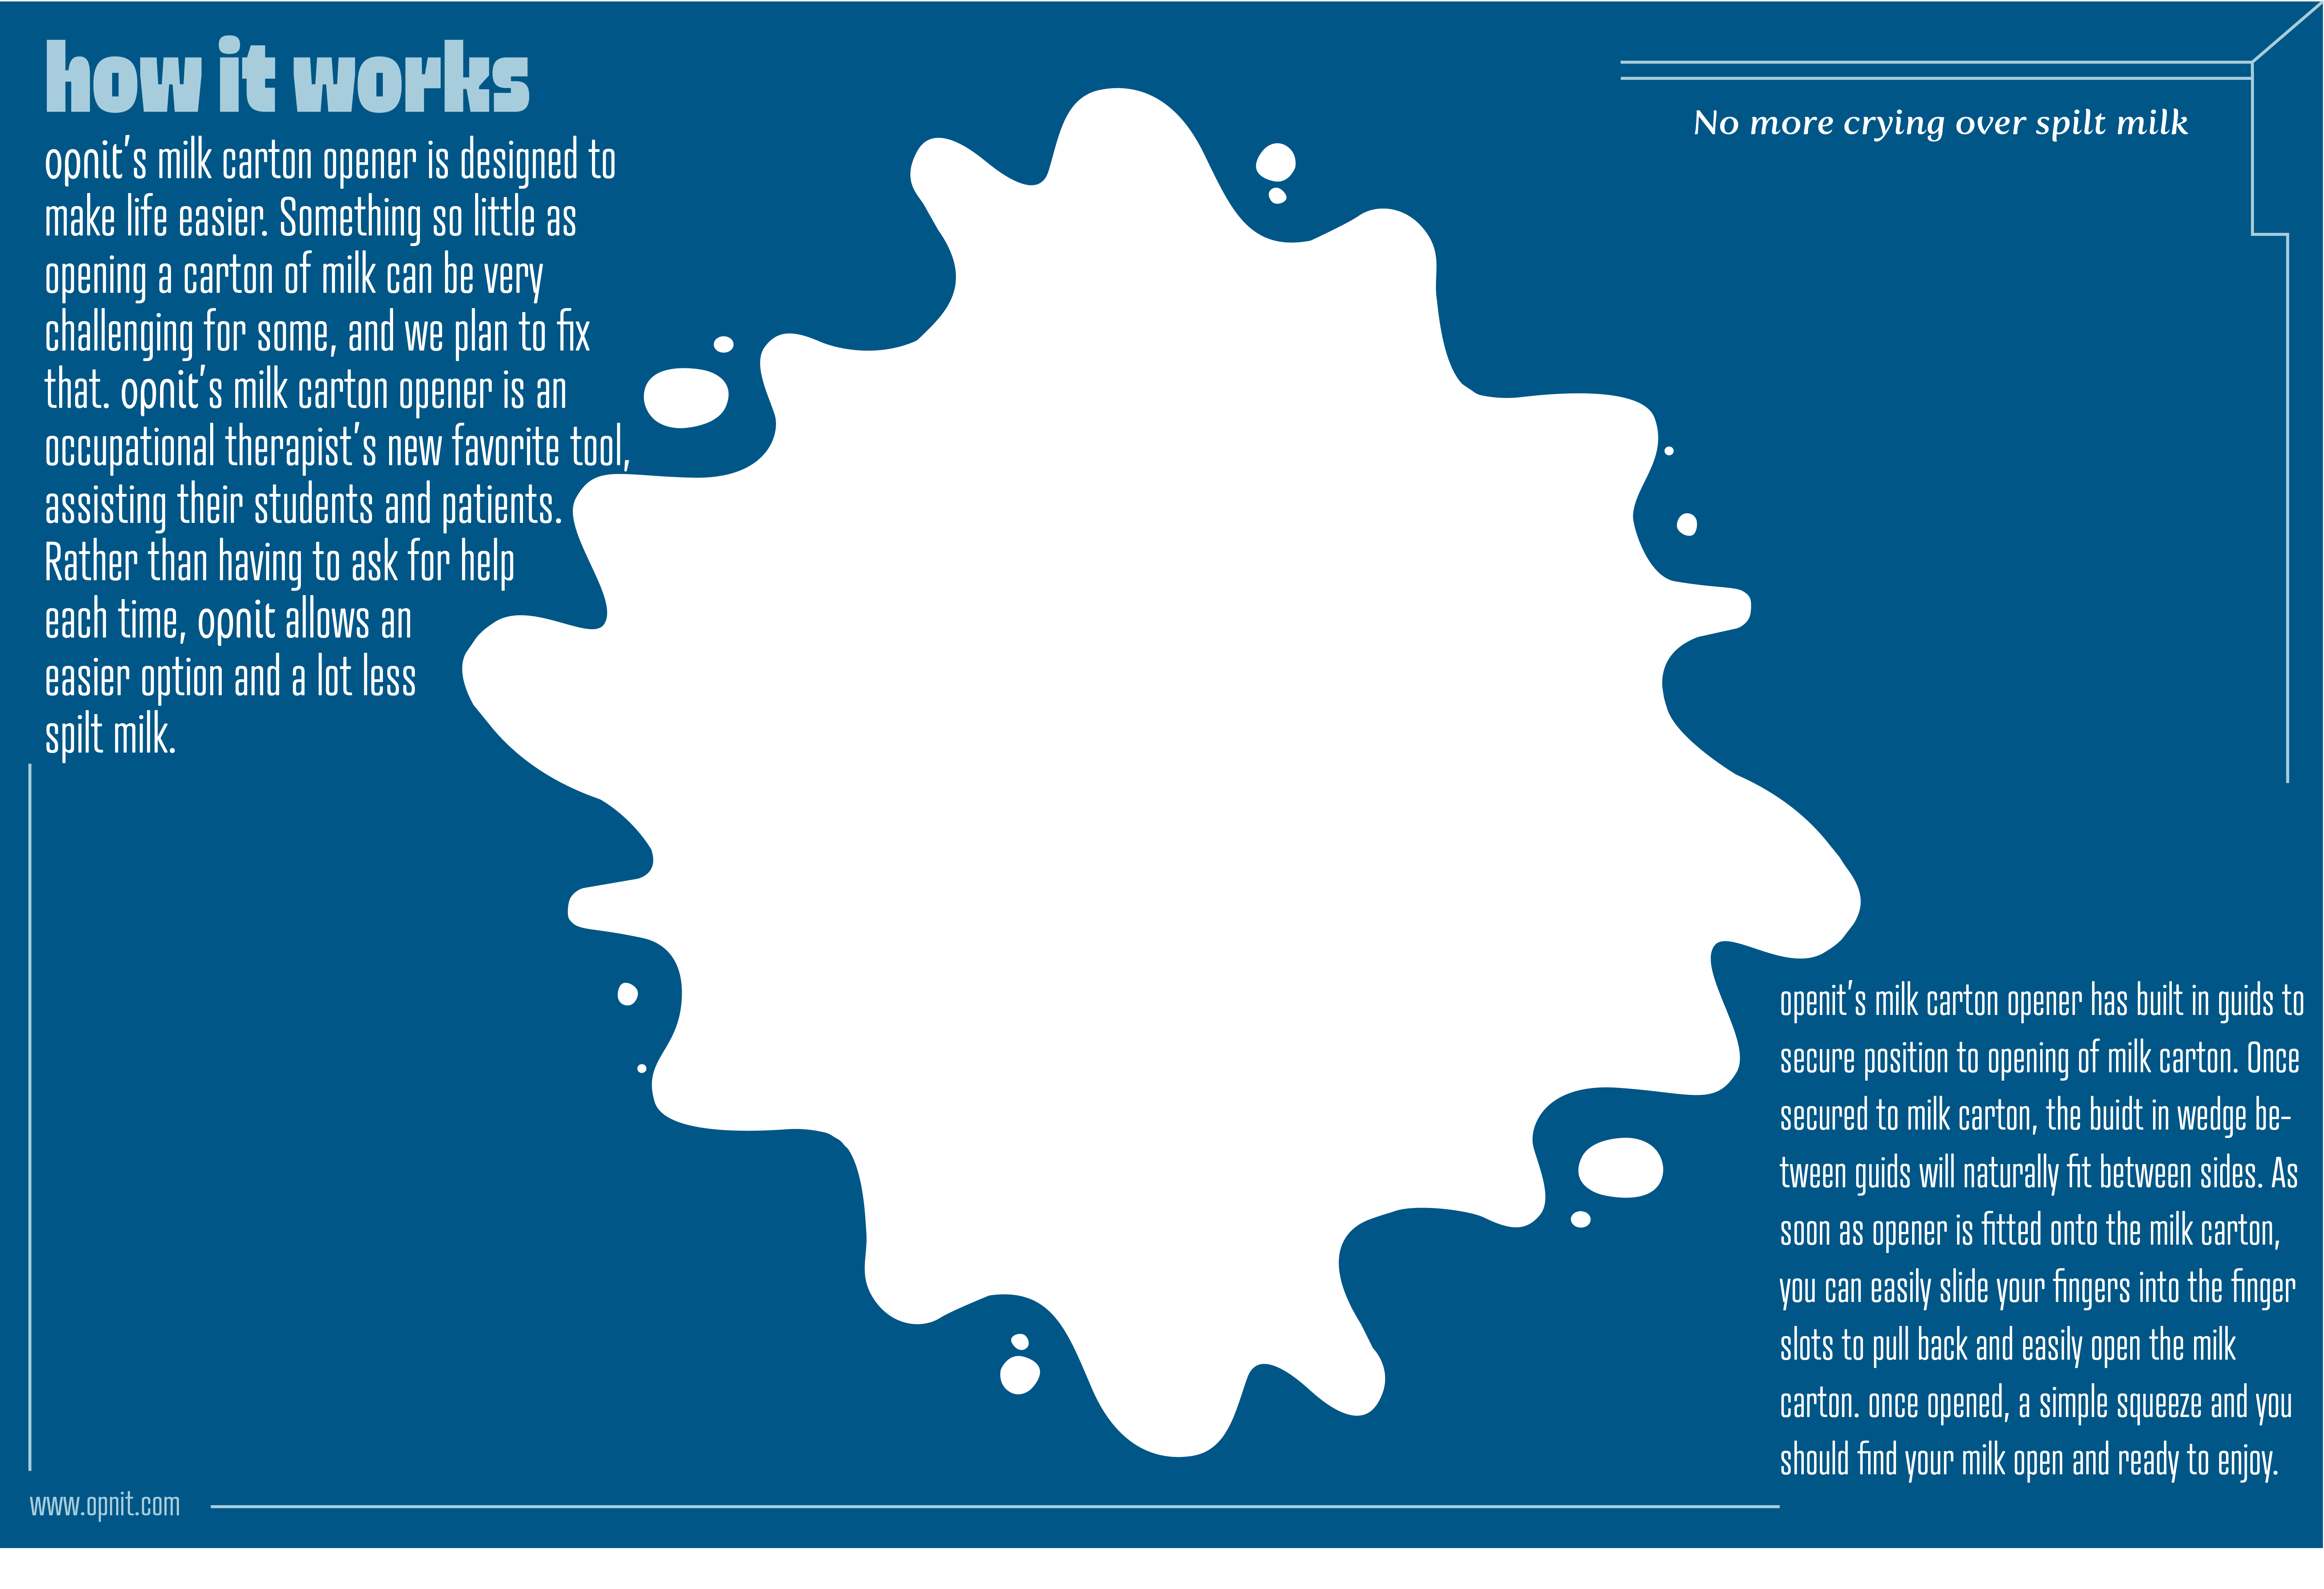 how it works
opnit's milk carton opener is designed to
make life easier. Something so little as
opening a carton of milk can be very
challenging for some, and we plan to fix
that. opnit's milk carton opener is an
occupational therapist's new favorite tool,
assisting their students and patients.
Rather than having to ask for help
each time, opnit allows an
easier option and a lot less
spilt milk.
No more crying over spilt milk
openit's milk carton opener has built in guids to
secure position to opening of milk carton. Once
secured to milk carton, the buidt in wedge be-
tween guids will naturally fit between sides. As
soon as opener is fitted onto the milk carton,
you can easily slide your fingers into the finger
slots to pull back and easily open the milk
carton. once opened, a simple squeeze and you
should find your milk open and ready to enjoy.
www.opnit.com